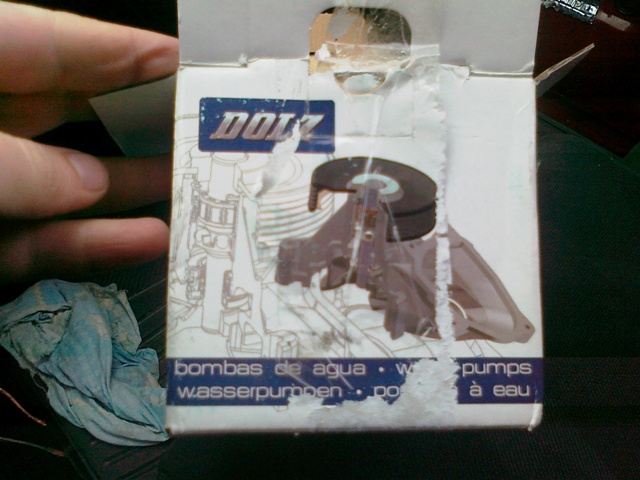 DOLZ
bombas de agua • pumps
wasserpumpen • à eau